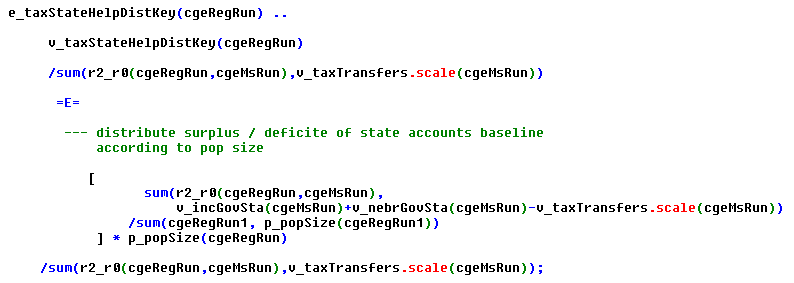 e_taxStateHelpDistKey(cgeRegRun) ..
v_taxStateHelpDistKey(cgeRegRun)
/sum(r2_r0(cgeRegRun,cgeMsRun),v_taxTransfers.scale(cgeMsRun))
=E=
--- distribute surplus / deficite of state accounts baseline
according to pop size
[
sum(r2_r0(cgeRegRun,cgeMsRun),
v_incGovSta(cgeMsRun)+v_nebrGovSta(cgeMsRun)-v_taxTransfers.scale(cgeMsRun))
/sum(cgeRegRun1, p_popSize(cgeRegRun1))
] * p_popSize(cgeRegRun)
/sum(r2_r0(cgeRegRun,cgeMsRun),v_taxTransfers.scale(cgeMsRun));